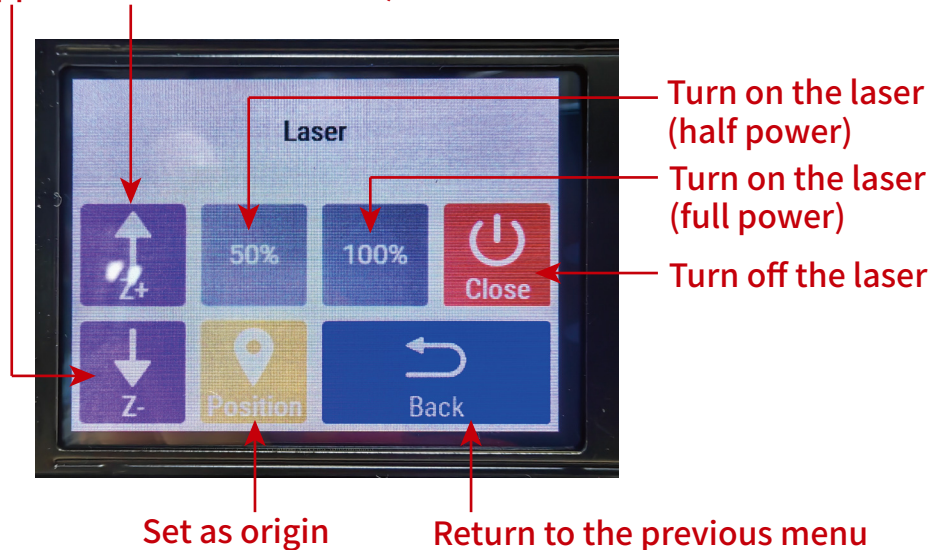 Laser
Turn on the laser
(half power)
Turn on the laser
(full power)
50%
100%
Z+
Close
Turn off the laser
Z-
Position
Back
Set as origin
Return to the previous menu